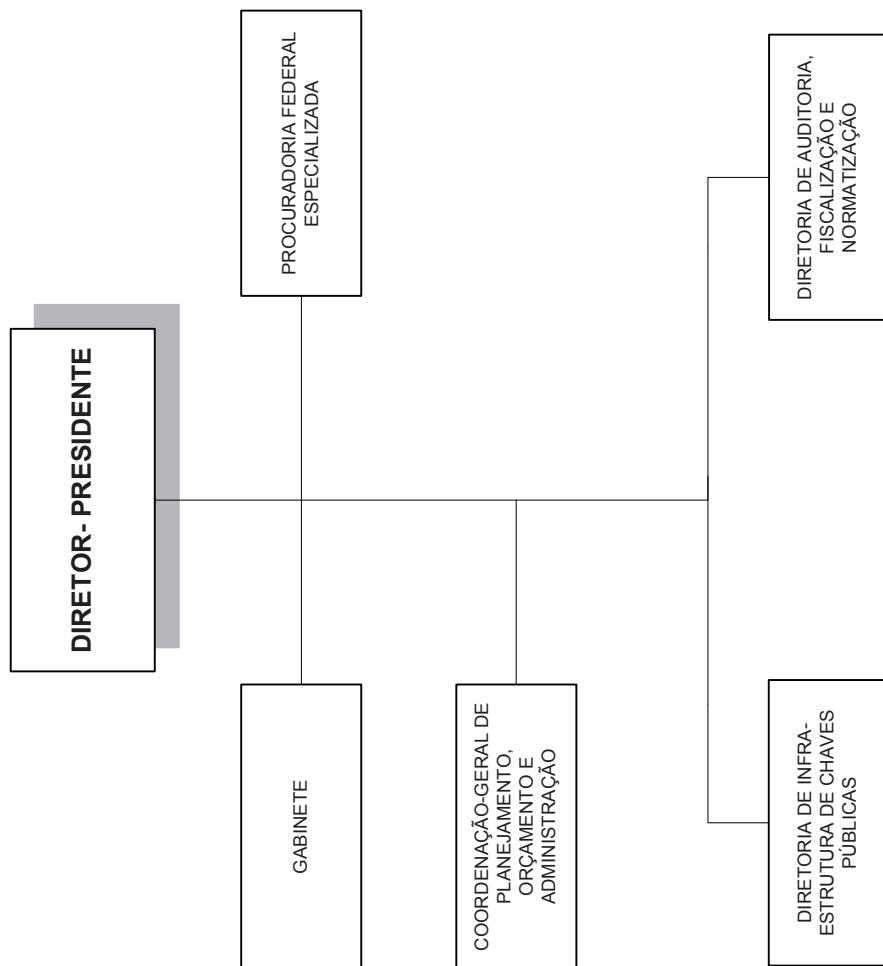 DIRETOR- PRESIDENTE
GABINETE
PROCURADORIA FEDERAL
ESPECIALIZADA
COORDENAÇÃO-GERAL DE
PLANEJAMENTO,
ORÇAMENTO E
ADMINISTRAÇÃO
DIRETORIA DE INFRA-
ESTRUTURA DE CHAVES
PÚBLICAS
DIRETORIA DE AUDITORIA,
FISCALIZAÇÃO E
NORMATIZAÇÃO